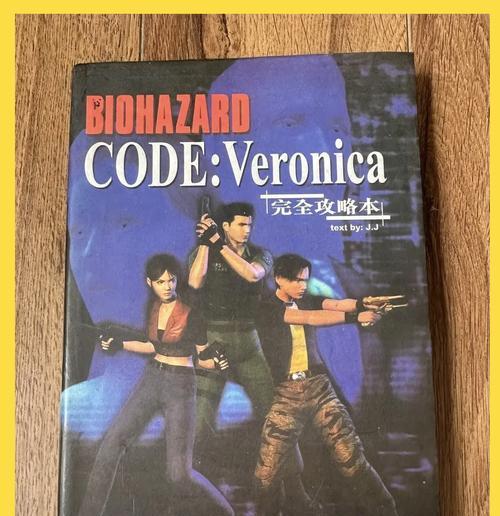 BIOHAZARD
CODE:Veronica
完全攻略本
text by: J.J